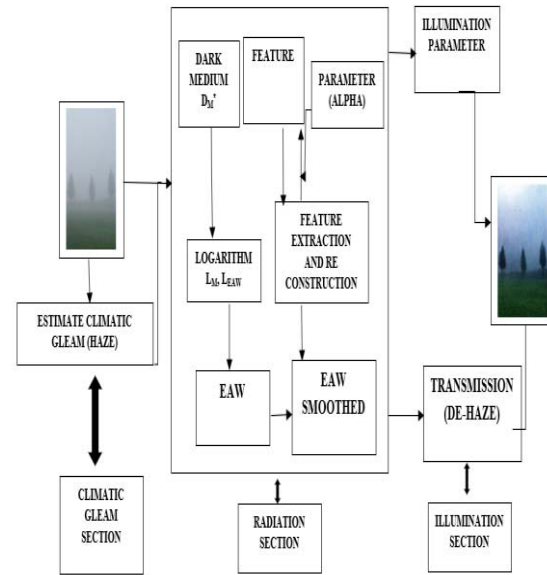 DARK
MEDIUM
D_M'
FEATURE
PARAMETER
(ALPHA)
ILLUMINATION
PARAMETER
LOGARITHM
L_M, L_EAW
FEATURE
EXTRACTION
AND RE
CONSTRUCTION
ESTIMATE CLIMATIC
GLEAM (HAZE)
EAW
EAW
SMOOTHED
TRANSMISSION
(DE-HAZE)
CLIMATIC
GLEAM
SECTION
RADIATION
SECTION
ILLUMINATION
SECTION